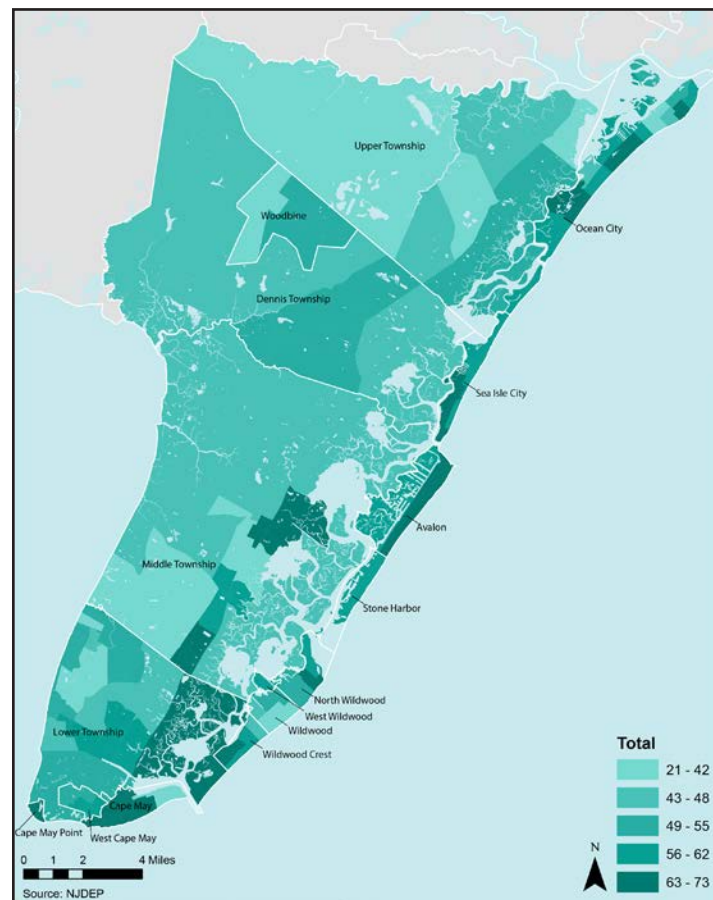 Upper Township
Woodbine
Ocean City
Dennis Township
Sea Isle City
Avalon
Middle Township
Stone Harbor
North Wildwood
West Wildwood
Wildwood
Lower Township
Wildwood Crest
Cape May
Cape May Point
West Cape May
0 1 2 4 Miles
Source: NJDEP
N
Total
21 - 42
43 - 48
49 - 55
56 - 62
63 - 73